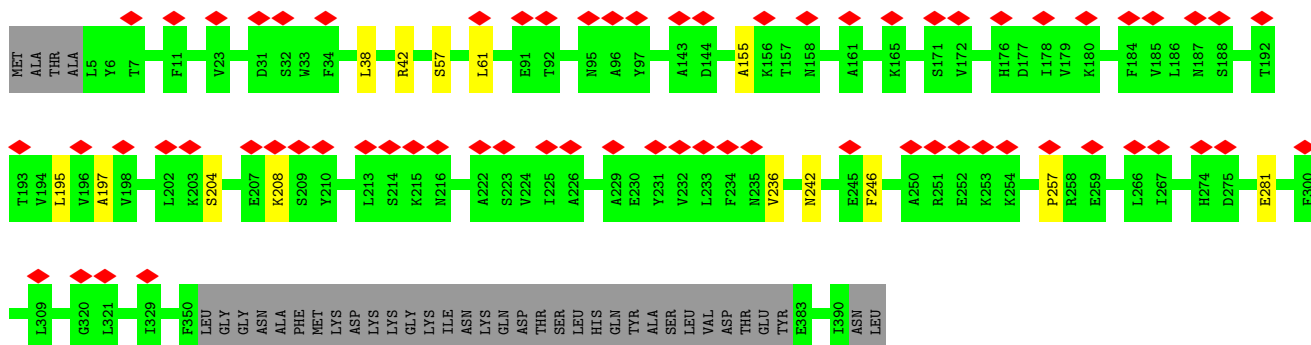 MET ALA THR ALA L5 Y6 T7 F11 V23 D31 S32 W33 F34 L38 R42 S57 L61 E91 T92 N95 A96 Y97 A143 D144 A155 K156 T157 N158 A161 K165 S171 V172 H176 D177 I178 V179 K180 F184 V185 L186 N187 S188 T192
T193 V194 L195 V196 A197 V198 L202 K203 S204 E207 K208 S209 Y210 L213 S214 K215 N216 A222 S223 V224 I225 A226 A229 E230 Y231 V232 L233 F234 N235 V236 N242 E245 F246 A250 R251 E252 K253 K254 P257 R258 E259 L266 I267 H274 D275 E281 F300
L309 G320 L321 I329 F350 LEU GLY GLY ASN ALA PHE MET LYS ASP LYS LYS GLY LYS ILE ASN LYS GLN ASP THR SER LEU HIS GLN TYR ALA SER LEU VAL ASP THR GLU TYR E383 I390 ASN LEU